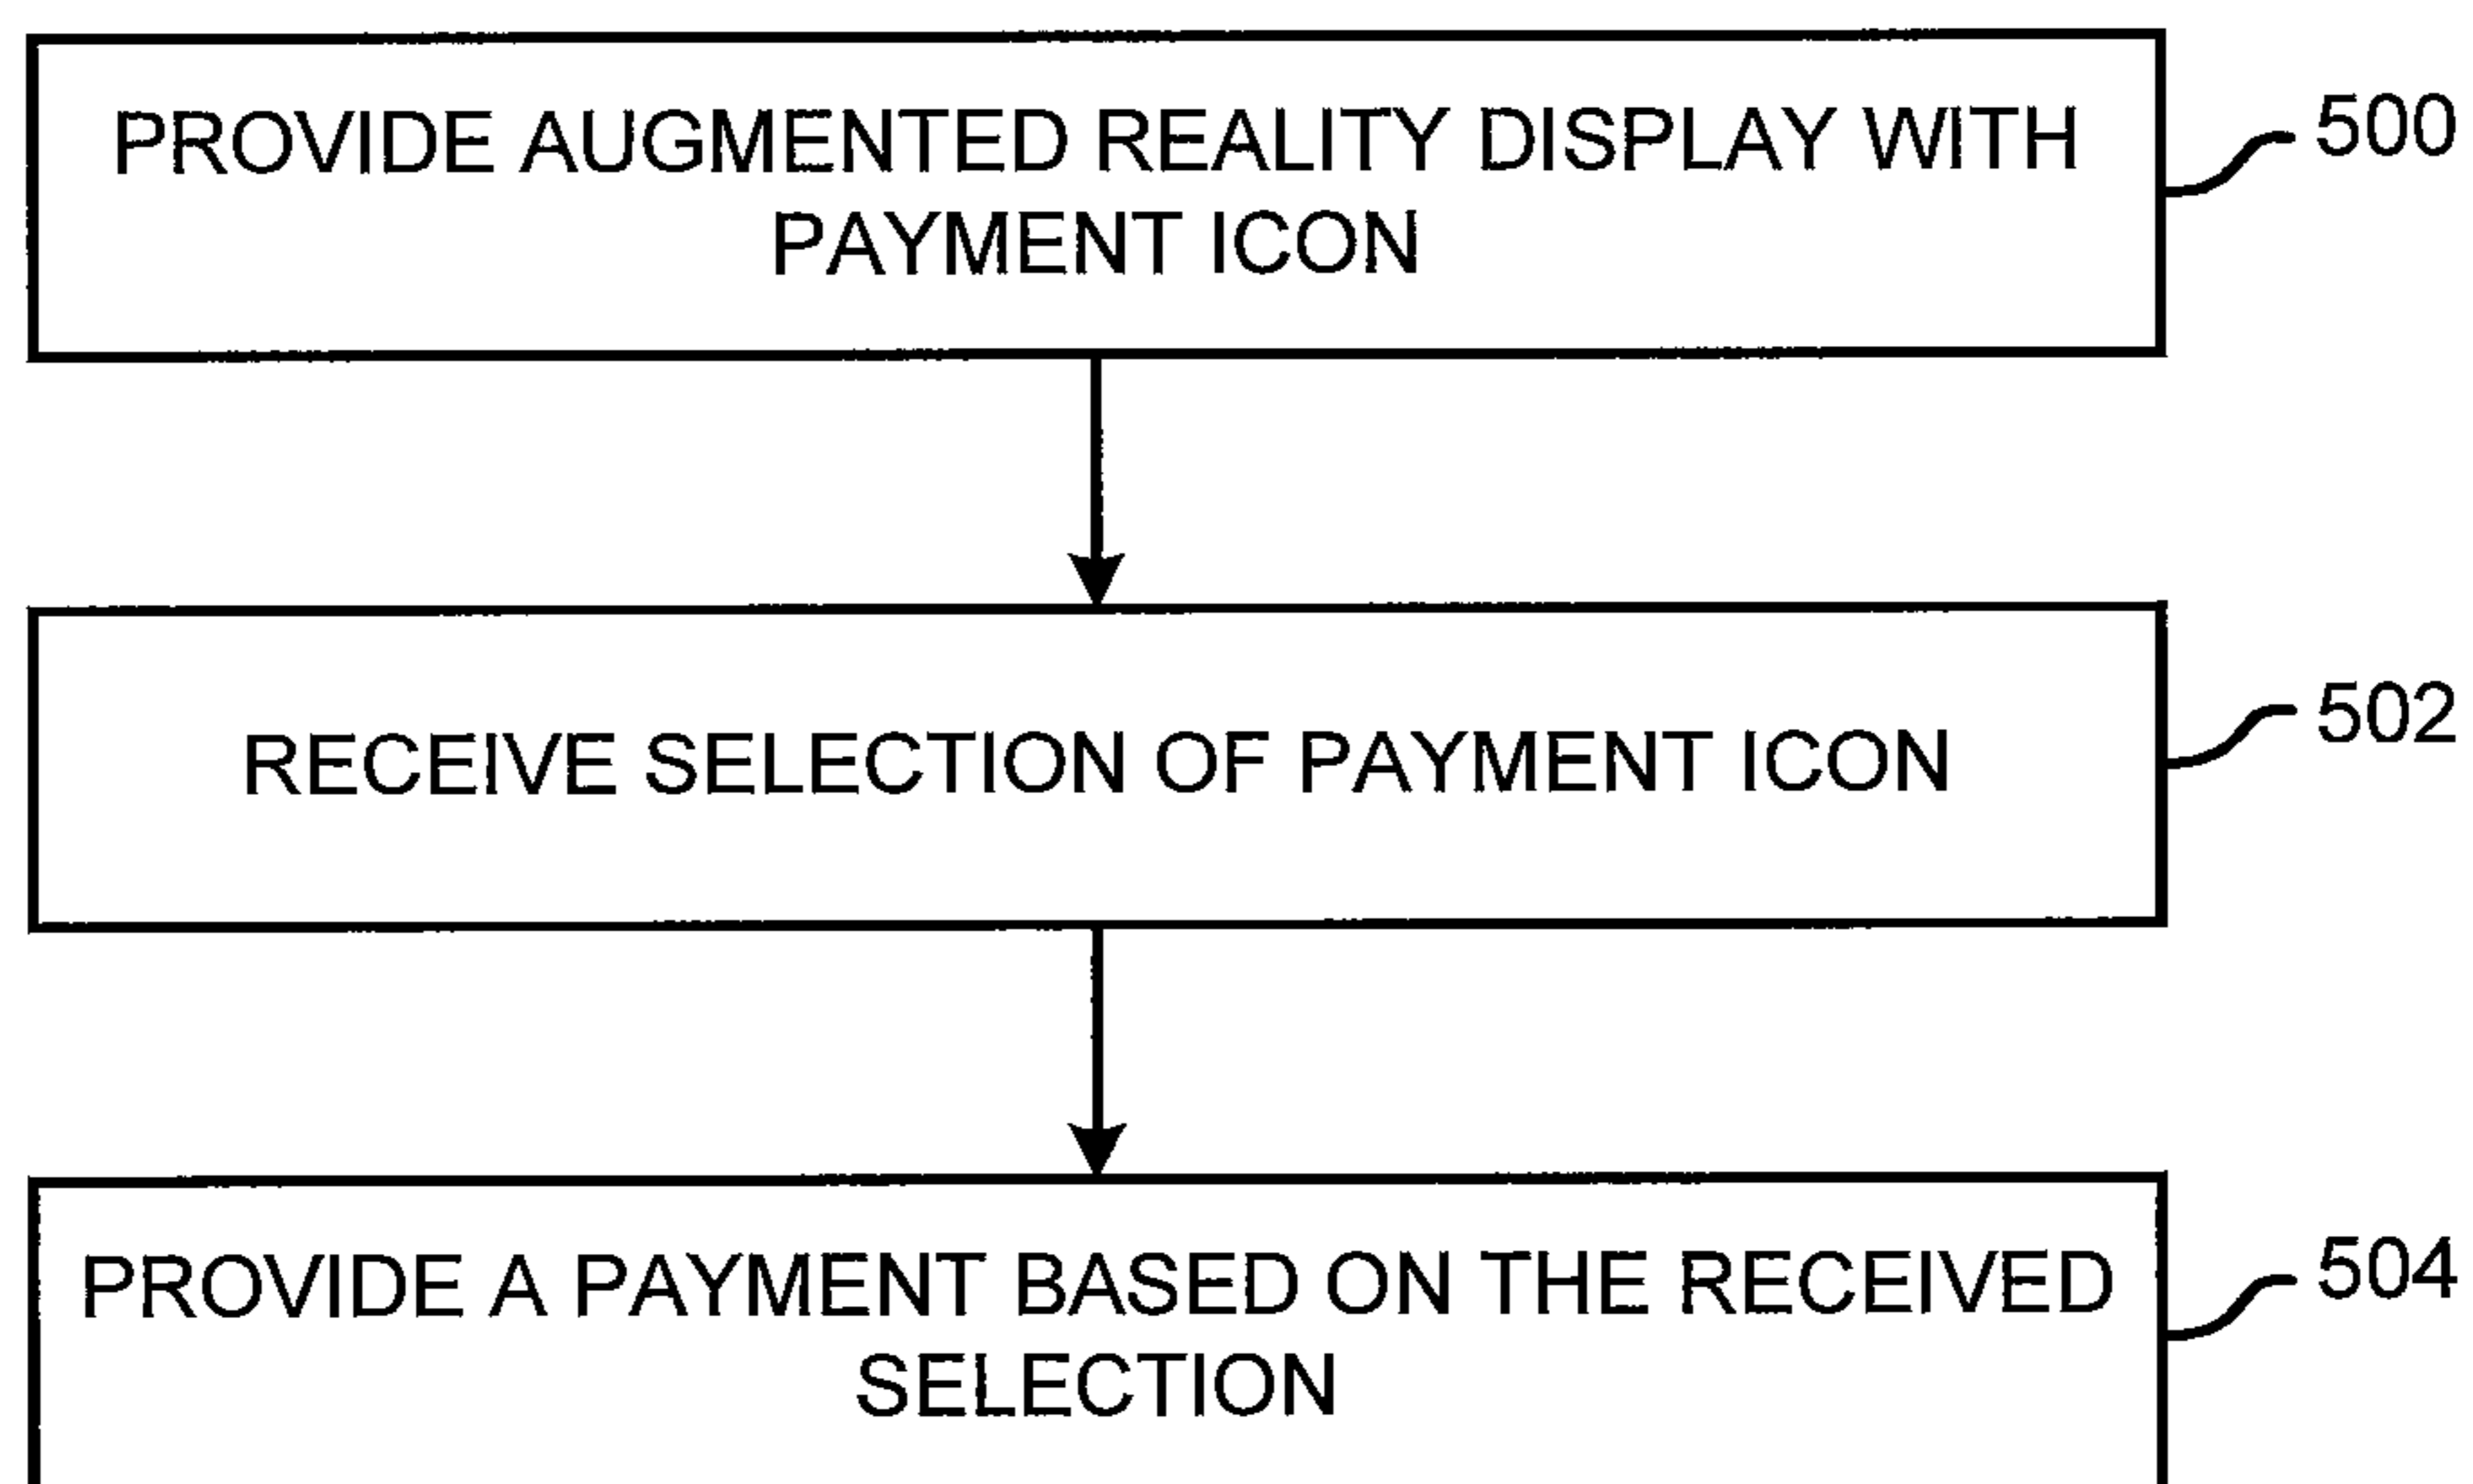 PROVIDE AUGMENTED REALITY DISPLAY WITH
PAYMENT ICON
500
RECEIVE SELECTION OF PAYMENT ICON
502
PROVIDE A PAYMENT BASED ON THE RECEIVED
SELECTION
504